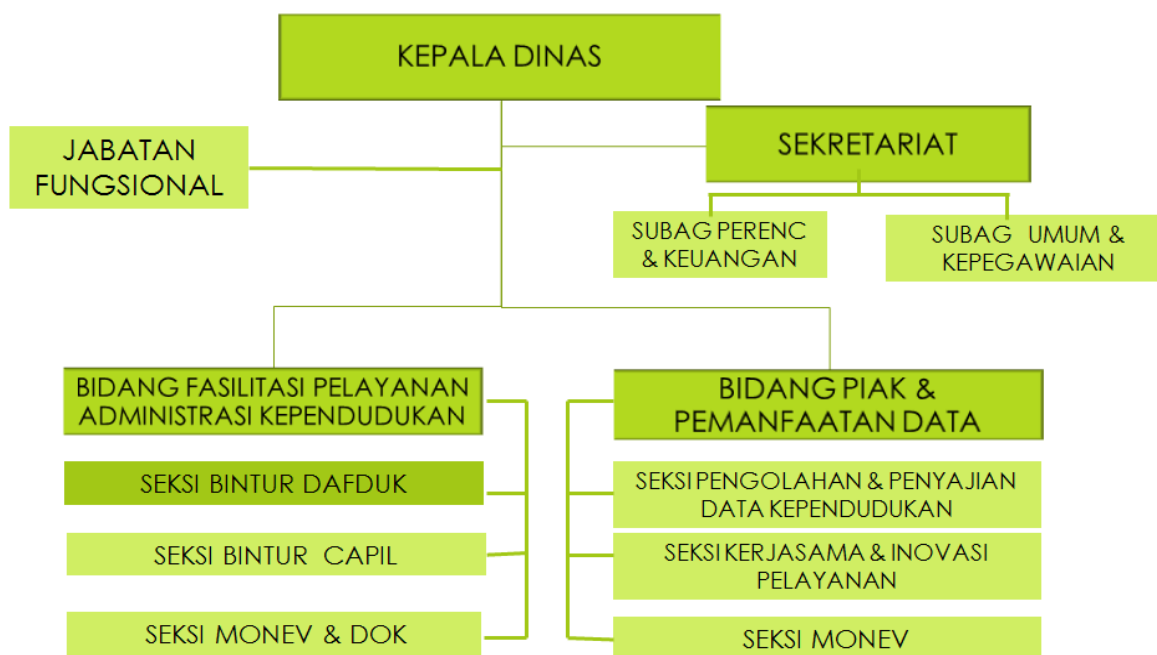 KEPALA DINAS
JABATAN
FUNGSIONAL
SEKRETARIAT
SUBAG PERENC
& KEUANGAN
SUBAG UMUM &
KEPEGAWAIAN
BIDANG FASILITASI PELAYANAN
ADMINISTRASI KEPENDUDUKAN
SEKSI BINTUR DAFDUK
SEKSI BINTUR CAPIL
SEKSI MONEV & DOK
BIDANG PIAK &
PEMANFAATAN DATA
SEKSI PENGOLAHAN & PENYAJIAN
DATA KEPENDUDUKAN
SEKSI KERJASAMA & INOVASI
PELAYANAN
SEKSI MONEV